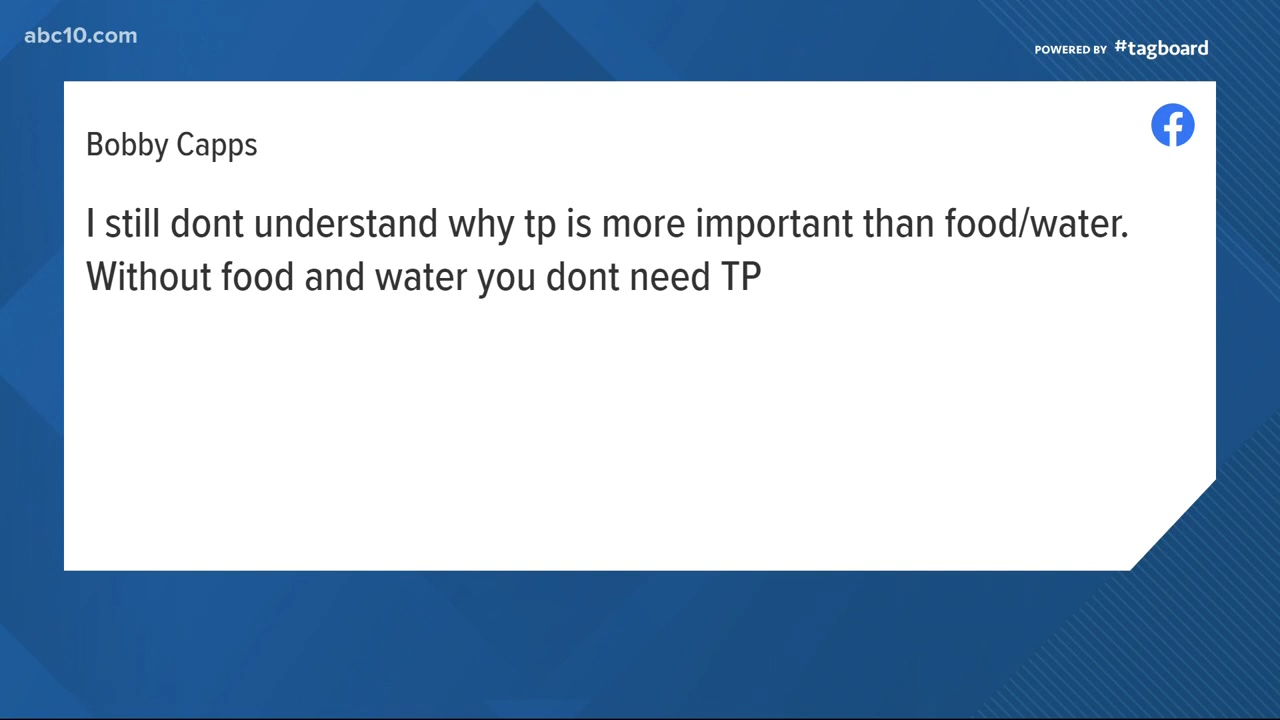 abc10.com
POWERED BY #tagboard
Bobby Capps
I still dont understand why tp is more important than food/water.
Without food and water you dont need TP